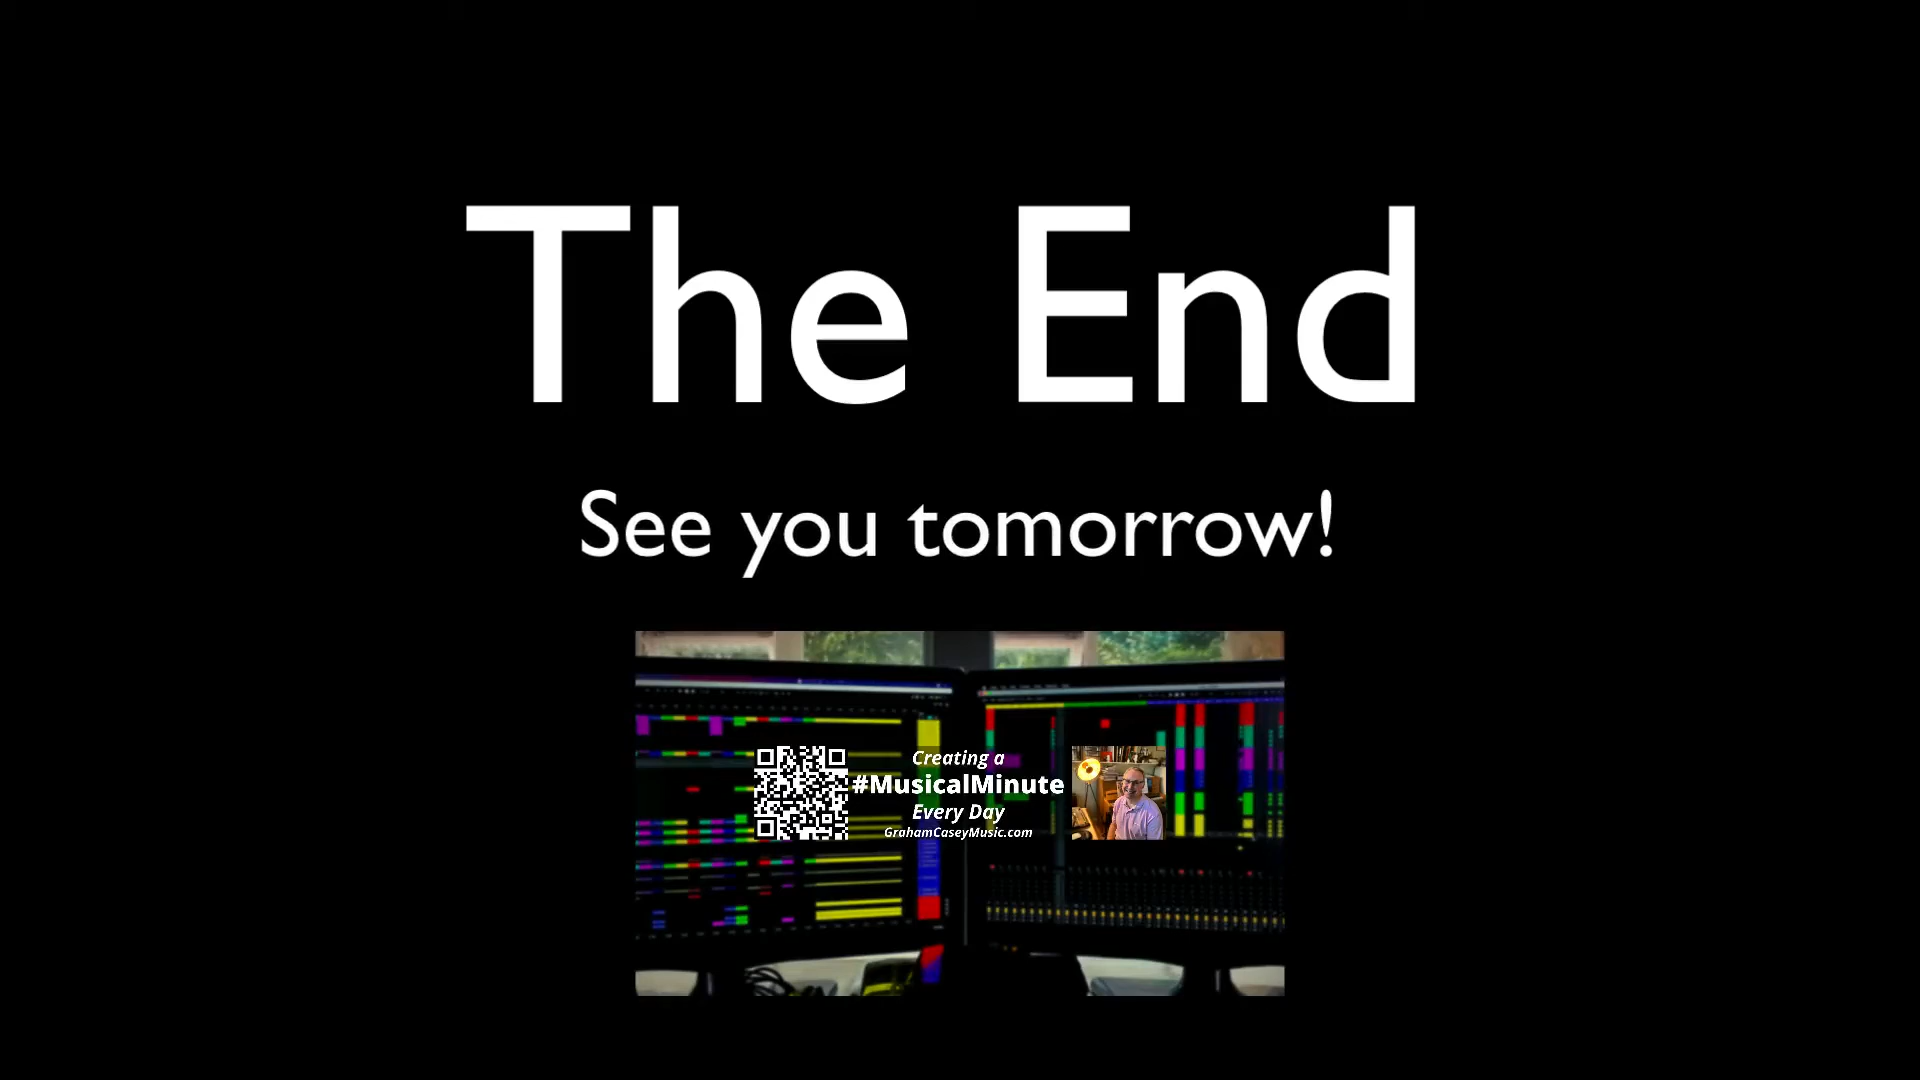 The End
See you tomorrow!
Creating a
#MusicalMinute
Every Day
GrahamCaseyMusic.com